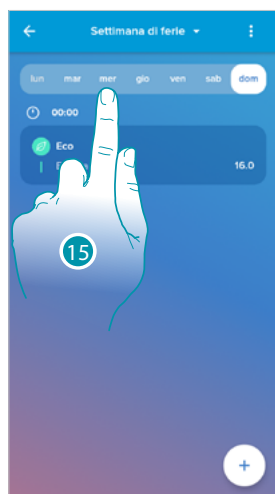 Settimana di ferie
lun mar mer gio ven sab dom
00:00
Eco
16.0
15
+